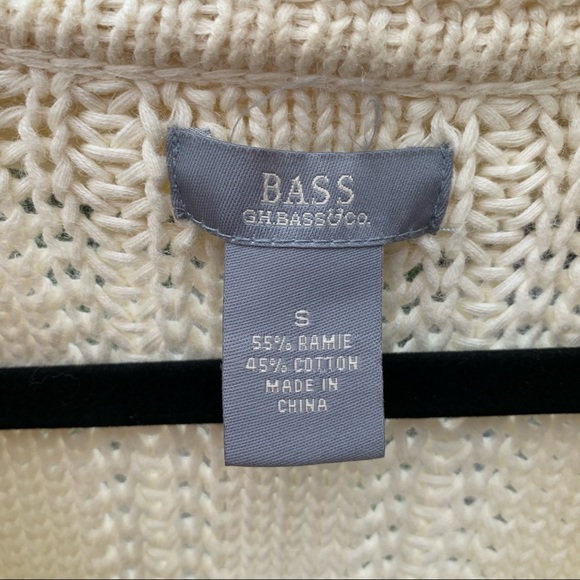 BASS
G.H.BASS&CO.
S
55% RAMIE
45% COTTON
MADE IN
CHINA